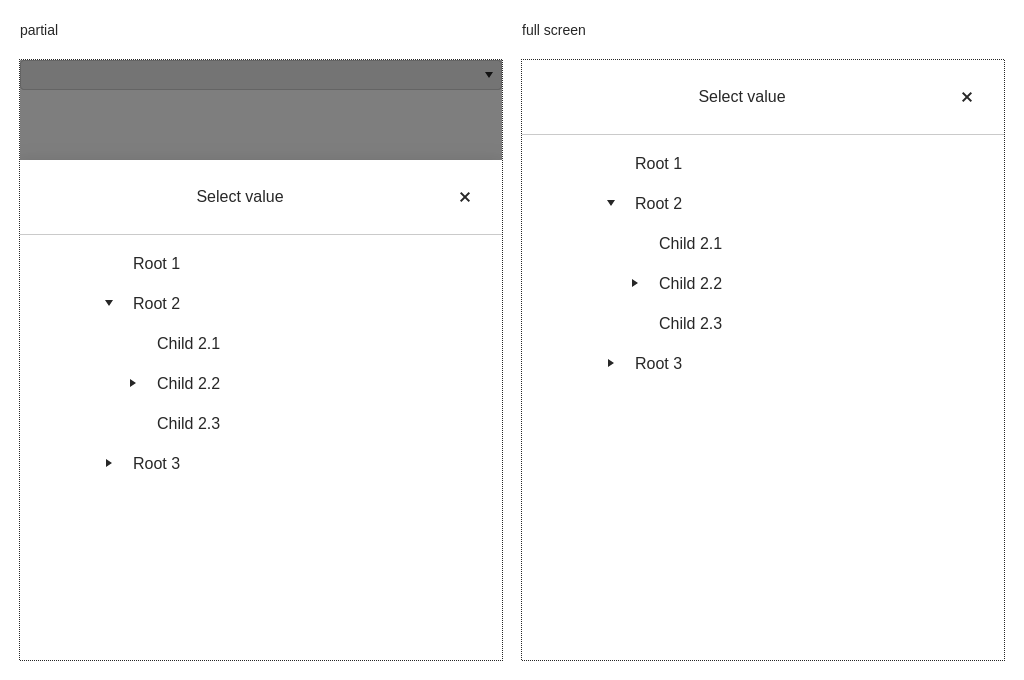 partial
Select value
Root 1
Root 2
Child 2.1
Child 2.2
Child 2.3
Root 3
full screen
Select value
Root 1
Root 2
Child 2.1
Child 2.2
Child 2.3
Root 3